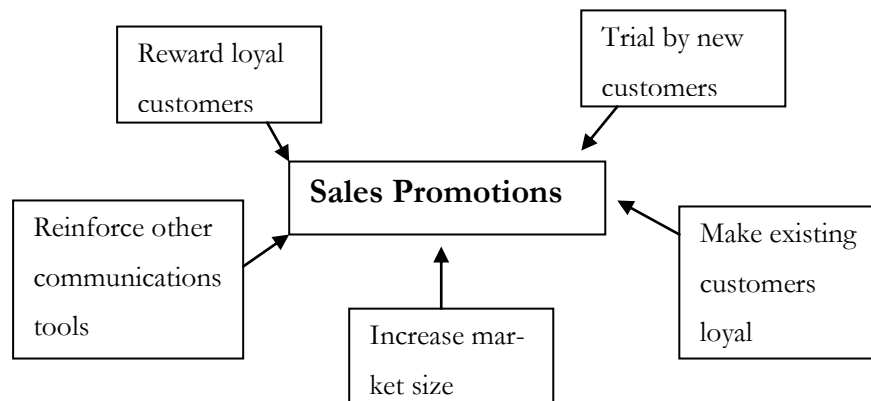 Reward loyal
customers
Trial by new
customers
Sales Promotions
Reinforce other
communications
tools
Increase mar-
ket size
Make existing
customers
loyal